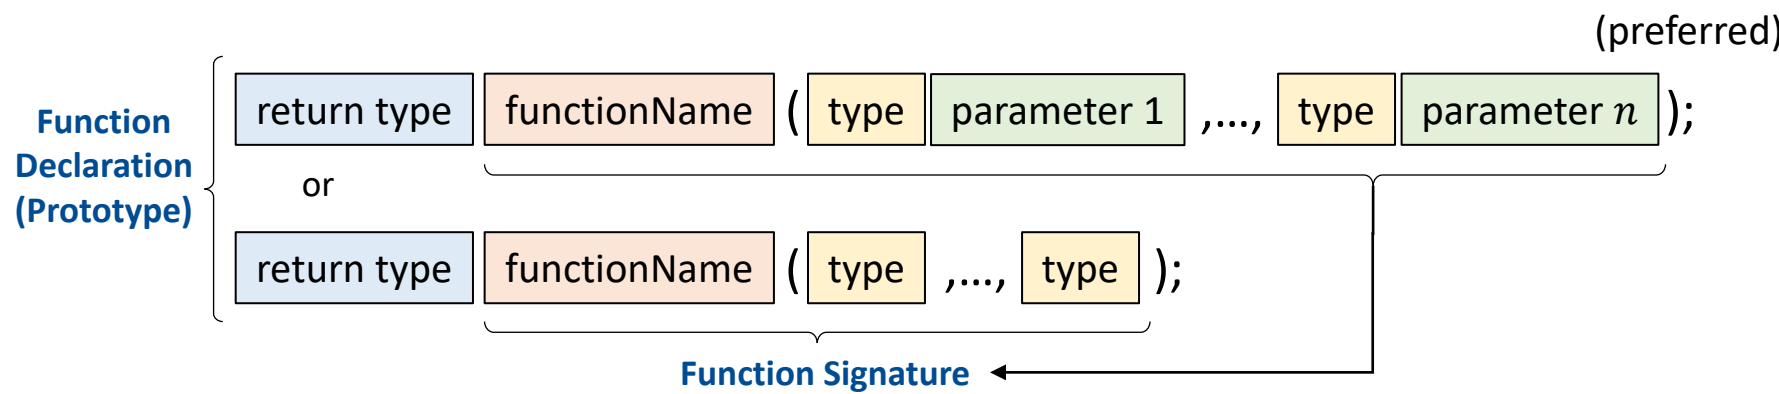 (preferred)
Function
Declaration
(Prototype)
return type functionName ( type parameter 1 ,…, type parameter n );
or
return type functionName ( type ,…, type );
Function Signature